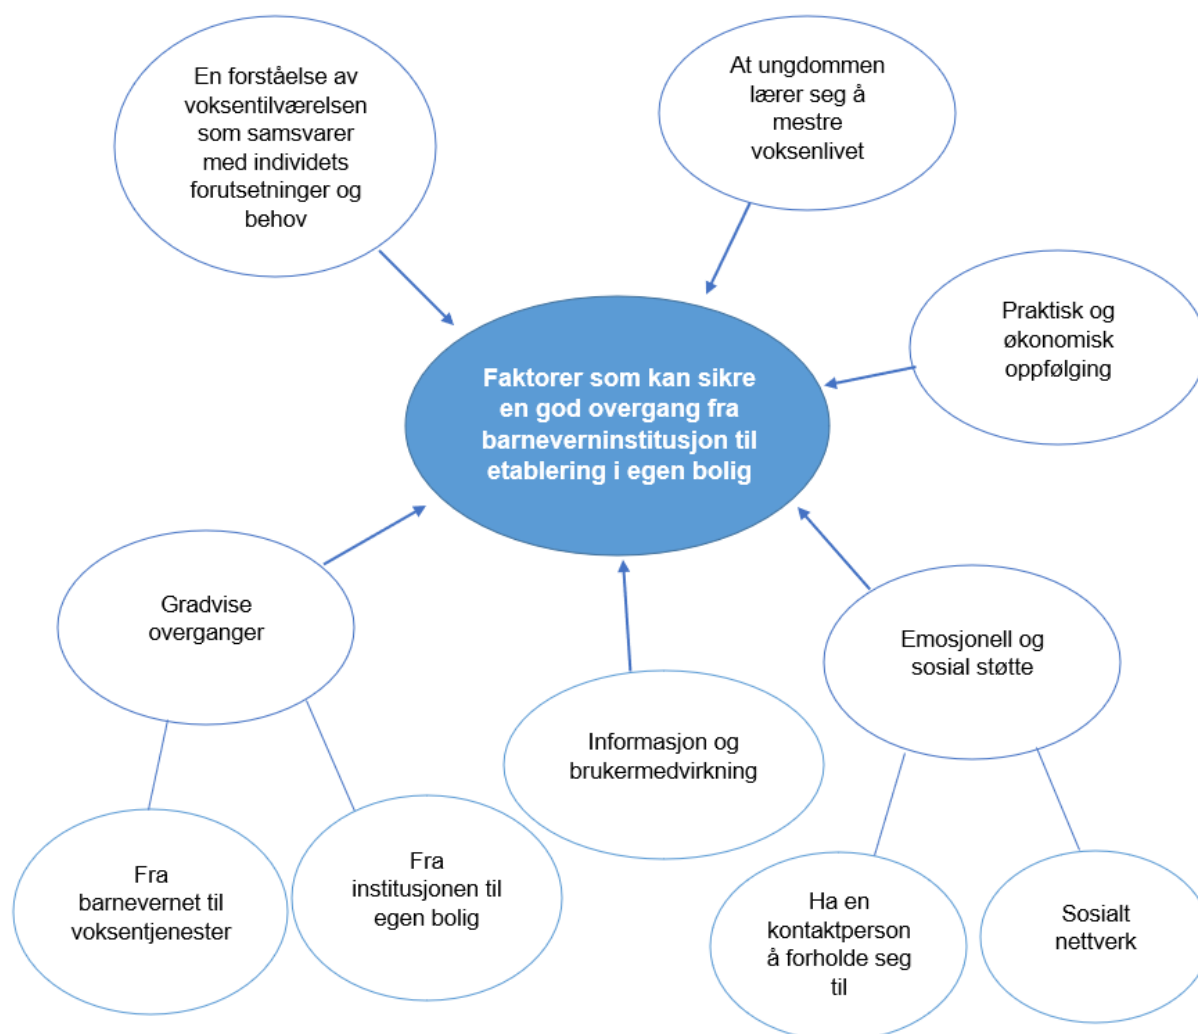 En forståelse av
voksentilværelsen
som samsvarer
med individets
forutsetninger og
behov
At ungdommen
lærer seg å
mestre
voksenlivet
Praktisk og
økonomisk
oppfølging
Faktorer som kan sikre
en god overgang fra
barneverninstitusjon til
etablering i egen bolig
Gradvise
overganger
Emosjonell og
sosial støtte
Informasjon og
brukermedvirkning
Fra
barnevernet til
voksentjenester
Fra
institusjonen til
egen bolig
Ha en
kontaktperson
å forholde seg
til
Sosialt
nettverk